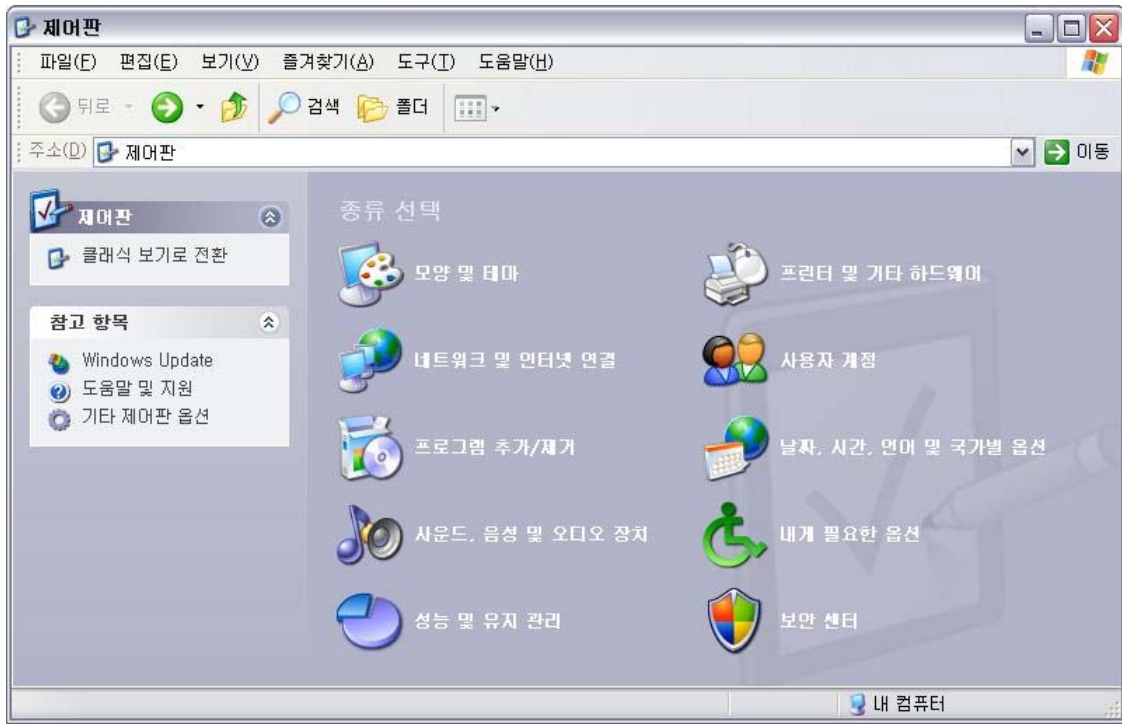 제어판
파일(F) 편집(E) 보기(V) 즐겨찾기(A) 도구(T) 도움말(H)
뒤로 검색 폴더
주소(D) 제어판 이동
제어판
클래식 보기로 전환
참고 항목
Windows Update
도움말 및 지원
기타 제어판 옵션
종류 선택
모양 및 테마
프린터 및 기타 하드웨어
네트워크 및 인터넷 연결
사용자 계정
프로그램 추가/제거
날짜, 시간, 언어 및 국가별 옵션
사운드, 음성 및 오디오 장치
내게 필요한 옵션
성능 및 유지 관리
보안 센터
내 컴퓨터